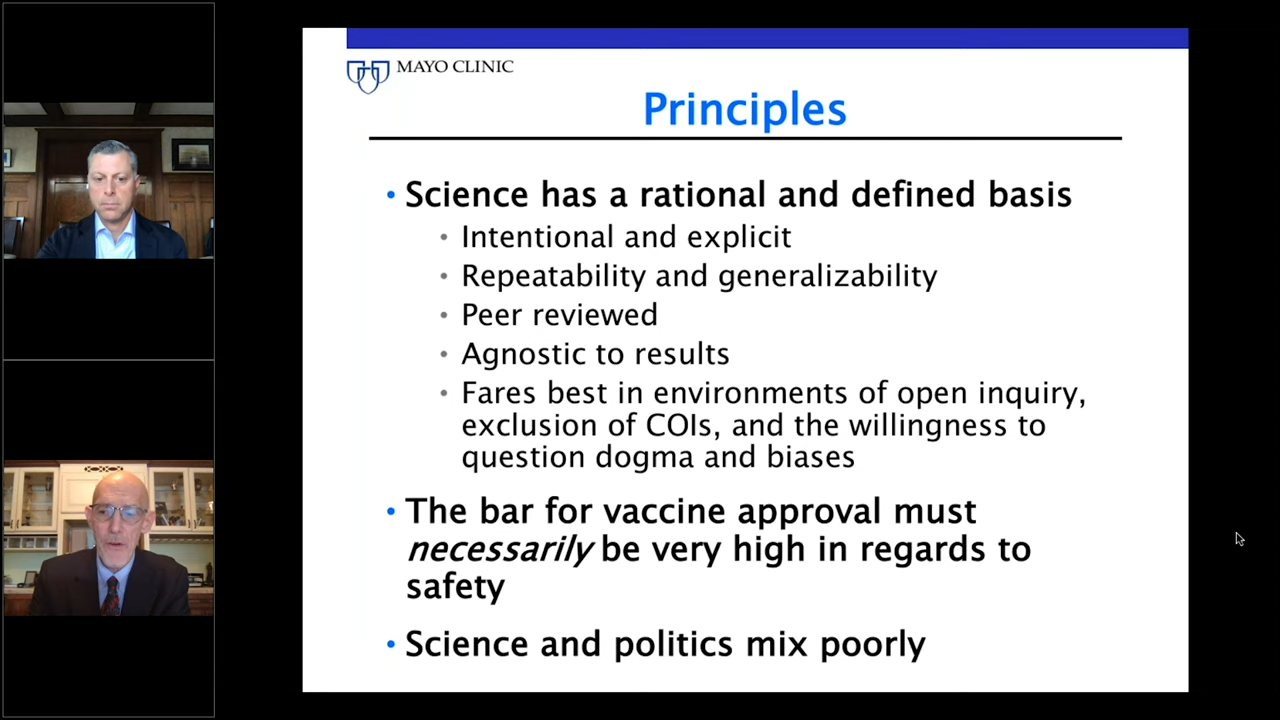 MAYO CLINIC
Principles
• Science has a rational and defined basis
• Intentional and explicit
• Repeatability and generalizability
• Peer reviewed
• Agnostic to results
• Fares best in environments of open inquiry,
exclusion of COIs, and the willingness to
question dogma and biases
• The bar for vaccine approval must
necessarily be very high in regards to
safety
• Science and politics mix poorly